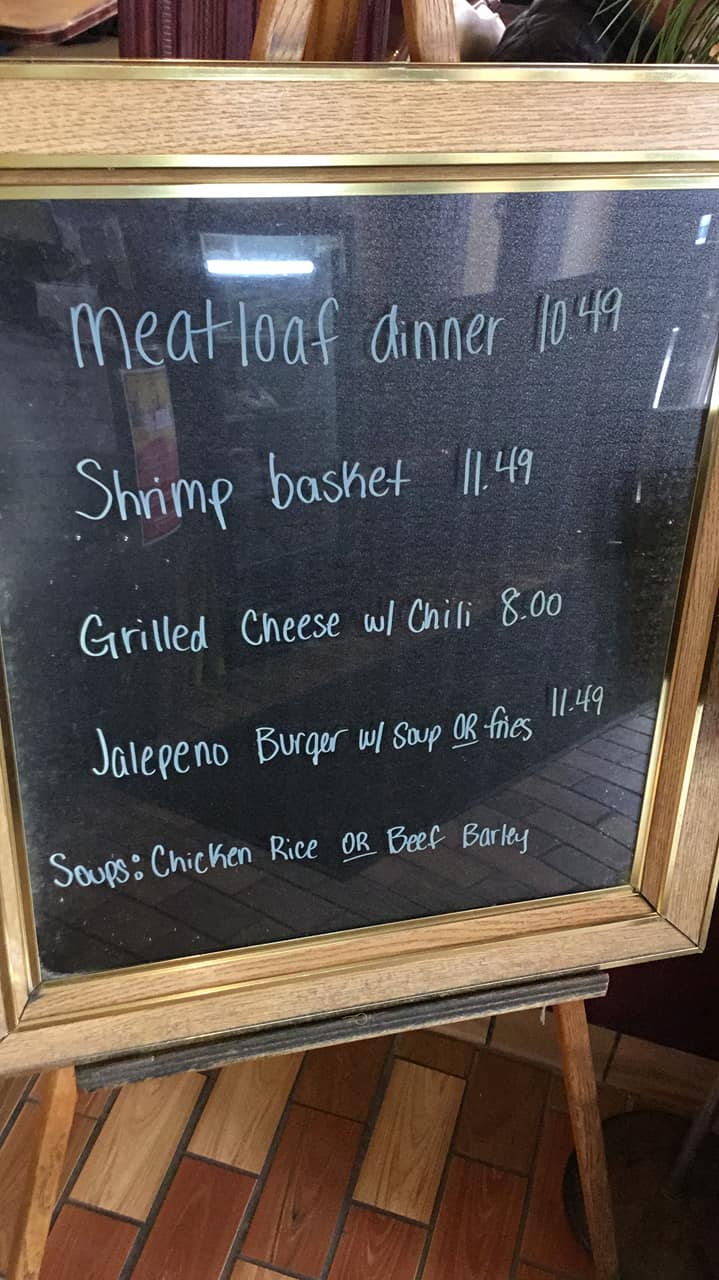 meatloaf dinner 10.49
Shrimp basket 11.49
Grilled Cheese w/ Chili 8.00
Jalepeno Burger w/ Soup OR fries 11.49
Soups: Chicken Rice OR Beef Barley